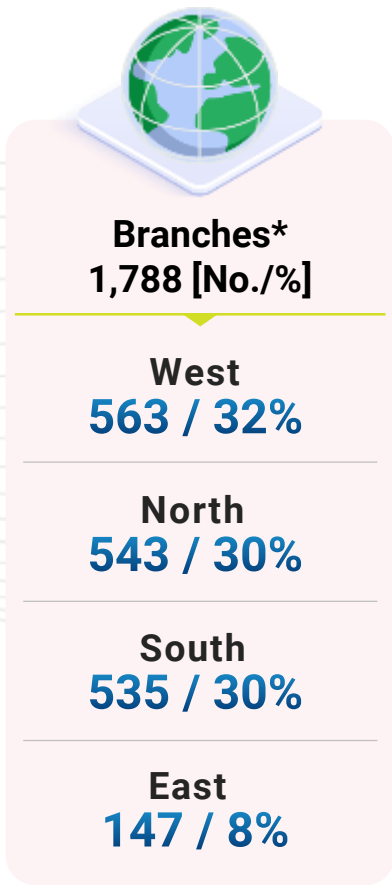 Branches*
1,788 [No./%]
West
563 / 32%
North
543 / 30%
South
535 / 30%
East
147 / 8%